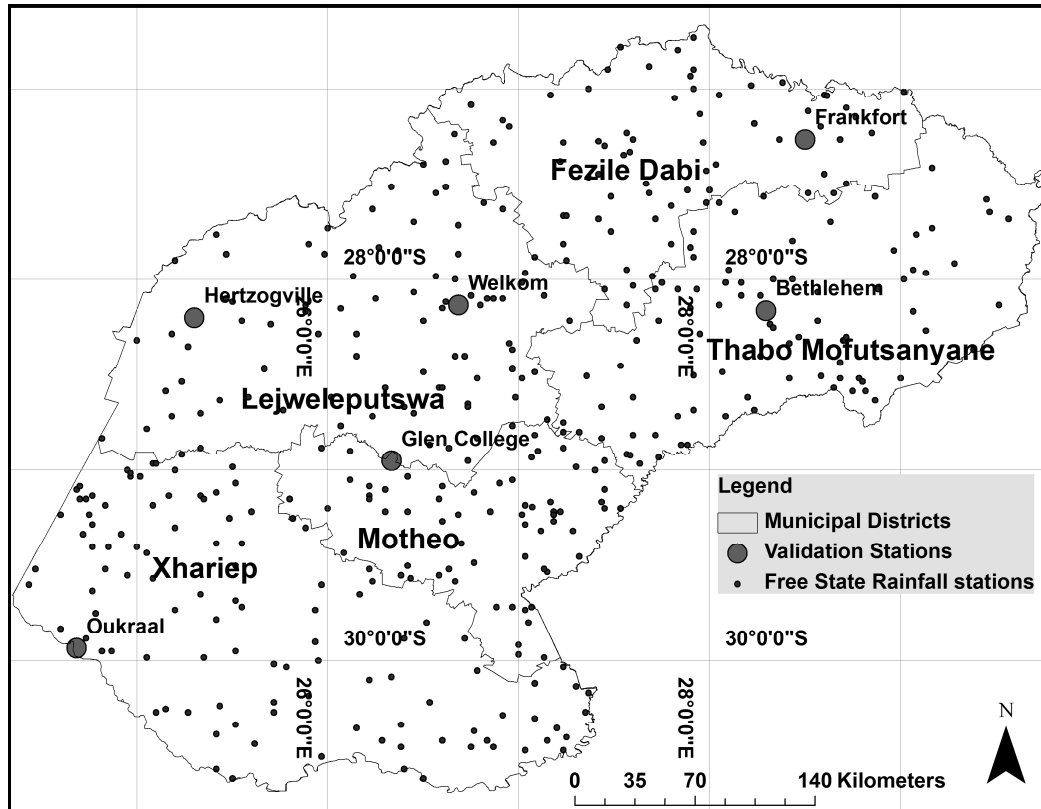 Frankfort
Fezile Dabi
28°0'0"S
28°0'0"S
Welkom
Bethlehem
Hertzogville
26°0'0"E
28°0'0"E
Thabo Mofutsanyane
Lejweleputswa
Glen College
Legend
Municipal Districts
Motheo
Validation Stations
Xhariep
Free State Rainfall stations
Oukraal
30°0'0"S
30°0'0"S
26°0'0"E
28°0'0"E
N
0 35 70 140 Kilometers